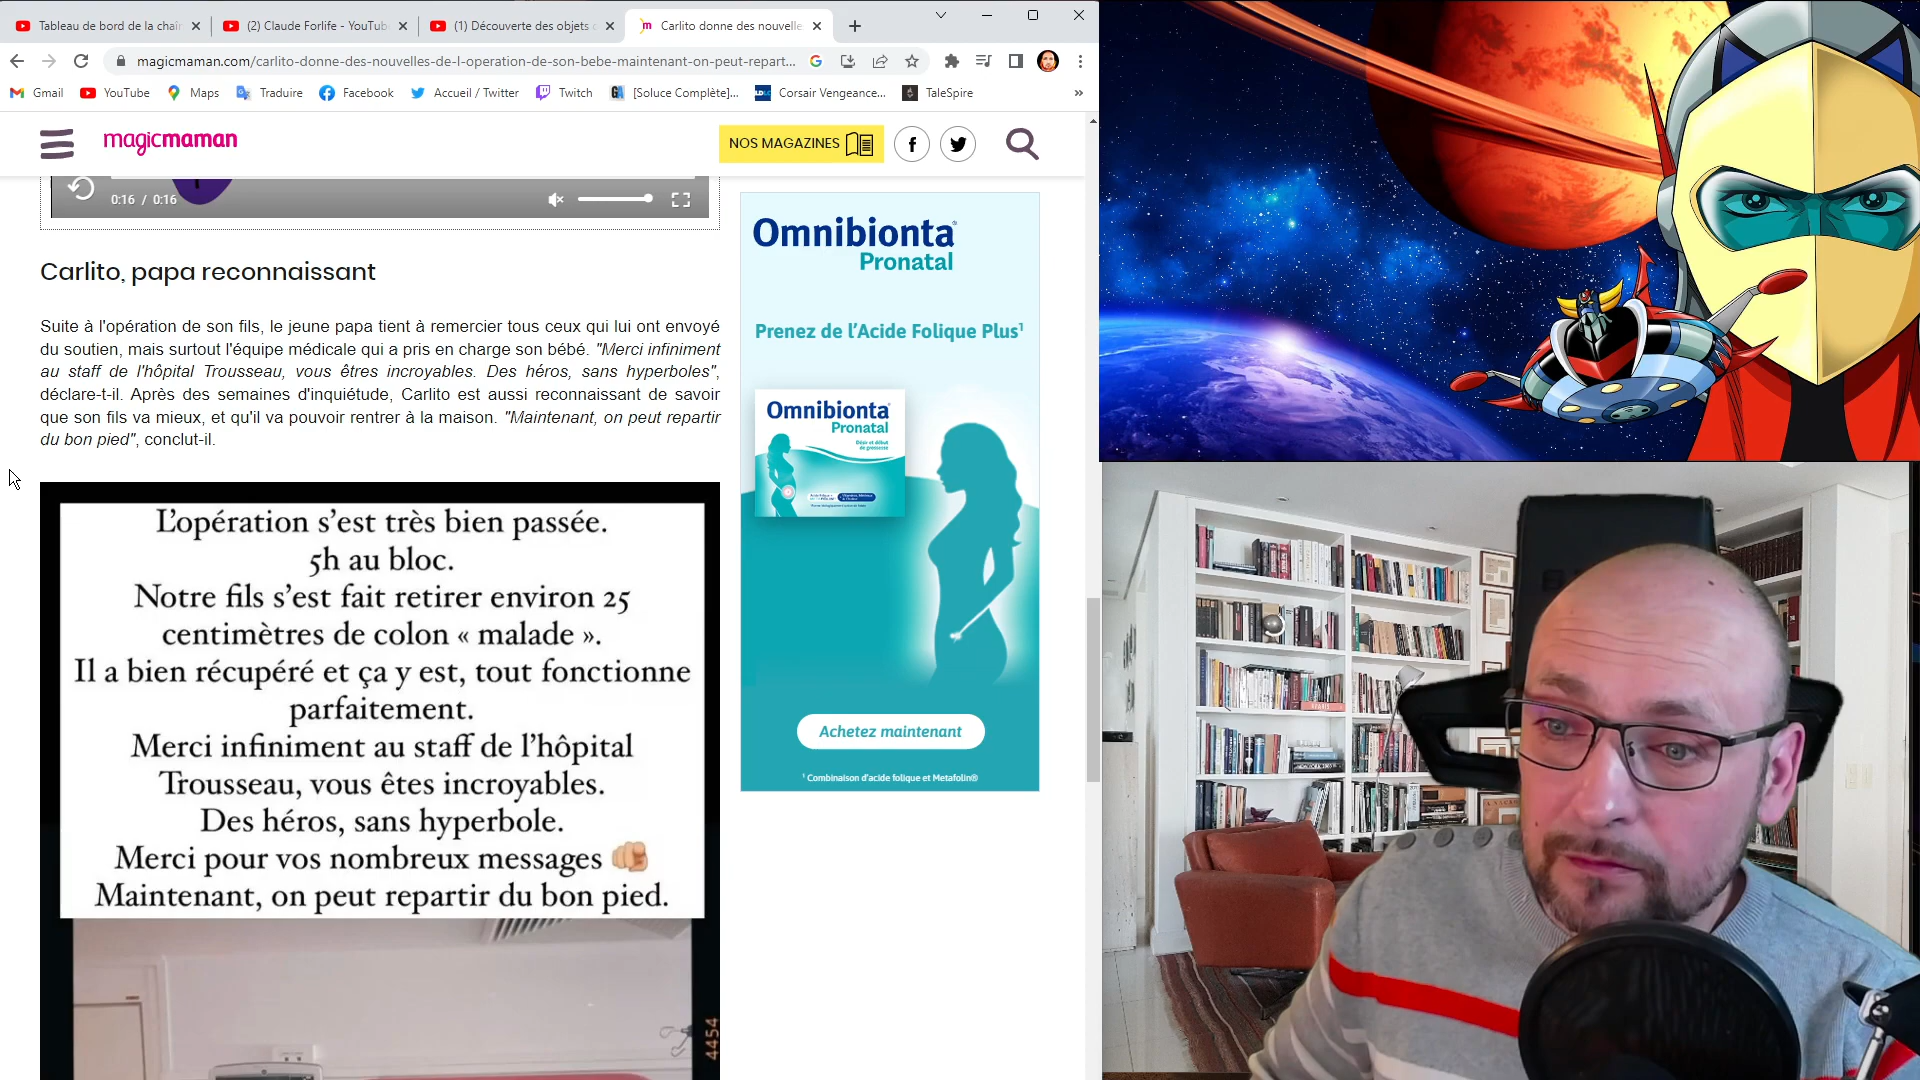 Tableau de bord de la chaîn
(2) Claude Forlife - YouTube
(1) Découverte des objets
Carlito donne des nouvelle
magicmaman.com/carlito-donne-des-nouvelles-de-l-operation-de-son-bebe-maintenant-on-peut-repart...
Gmail
YouTube
Maps
Traduire
Facebook
Accueil / Twitter
Twitch
[Soluce Complète]...
Corsair Vengeance...
TaleSpire
magicmaman
NOS MAGAZINES
0:16 / 0:16
Carlito, papa reconnaissant
Suite à l'opération de son fils, le jeune papa tient à remercier tous ceux qui lui ont envoyé
du soutien, mais surtout l'équipe médicale qui a pris en charge son bébé. "Merci infiniment
au staff de l'hôpital Trousseau, vous êtres incroyables. Des héros, sans hyperboles",
déclare-t-il. Après des semaines d'inquiétude, Carlito est aussi reconnaissant de savoir
que son fils va mieux, et qu'il va pouvoir rentrer à la maison. "Maintenant, on peut repartir
du bon pied", conclut-il.
L'opération s'est très bien passée.
5h au bloc.
Notre fils s'est fait retirer environ 25
centimètres de colon « malade ».
Il a bien récupéré et ça y est, tout fonctionne
parfaitement.
Merci infiniment au staff de l'hôpital
Trousseau, vous êtes incroyables.
Des héros, sans hyperbole.
Merci pour vos nombreux messages 🫵🏼
Maintenant, on peut repartir du bon pied.
4454
Omnibionta®
Pronatal
Prenez de l'Acide Folique Plus¹
Omnibionta®
Pronatal
Désir et début
de grossesse
Achetez maintenant
¹ Combinaison d'acide folique et Metafolin®